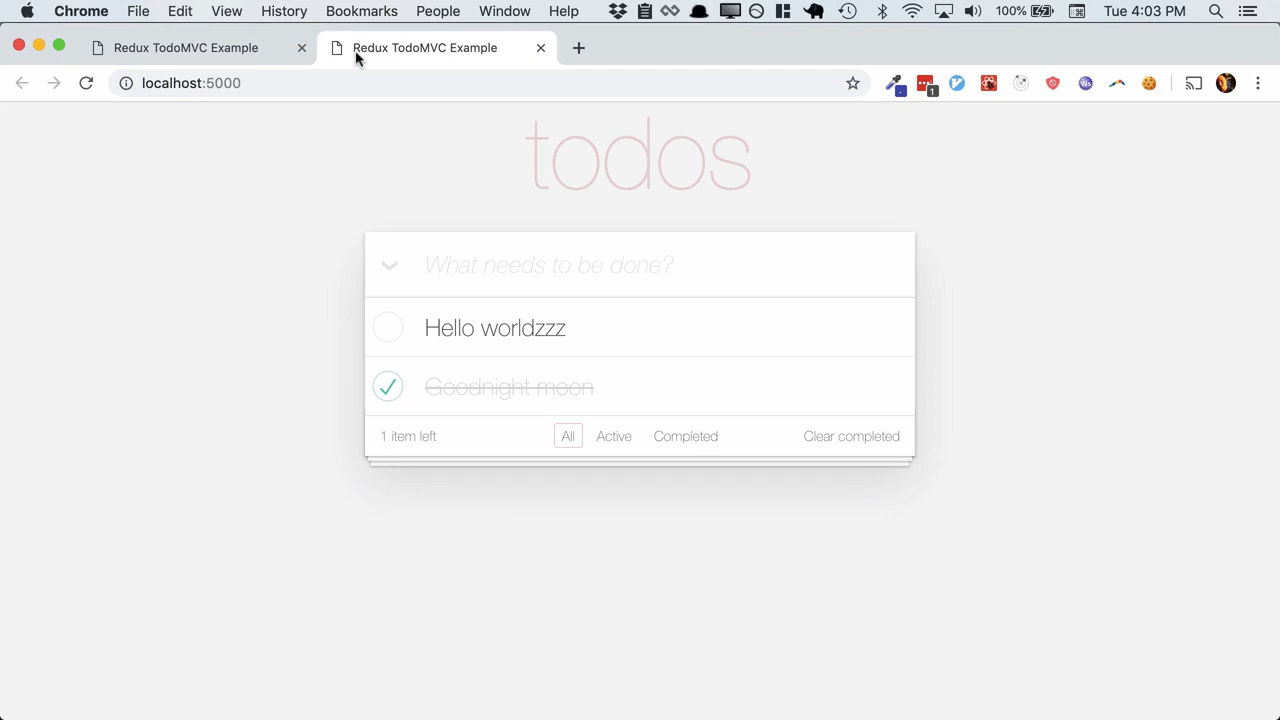 Chrome File Edit View History Bookmarks People Window Help 100% Tue 4:03 PM
Redux TodoMVC Example Redux TodoMVC Example
localhost:5000 1 Ws
todos
What needs to be done?
Hello worldzzz
Goodnight moon
1 item left All Active Completed Clear completed